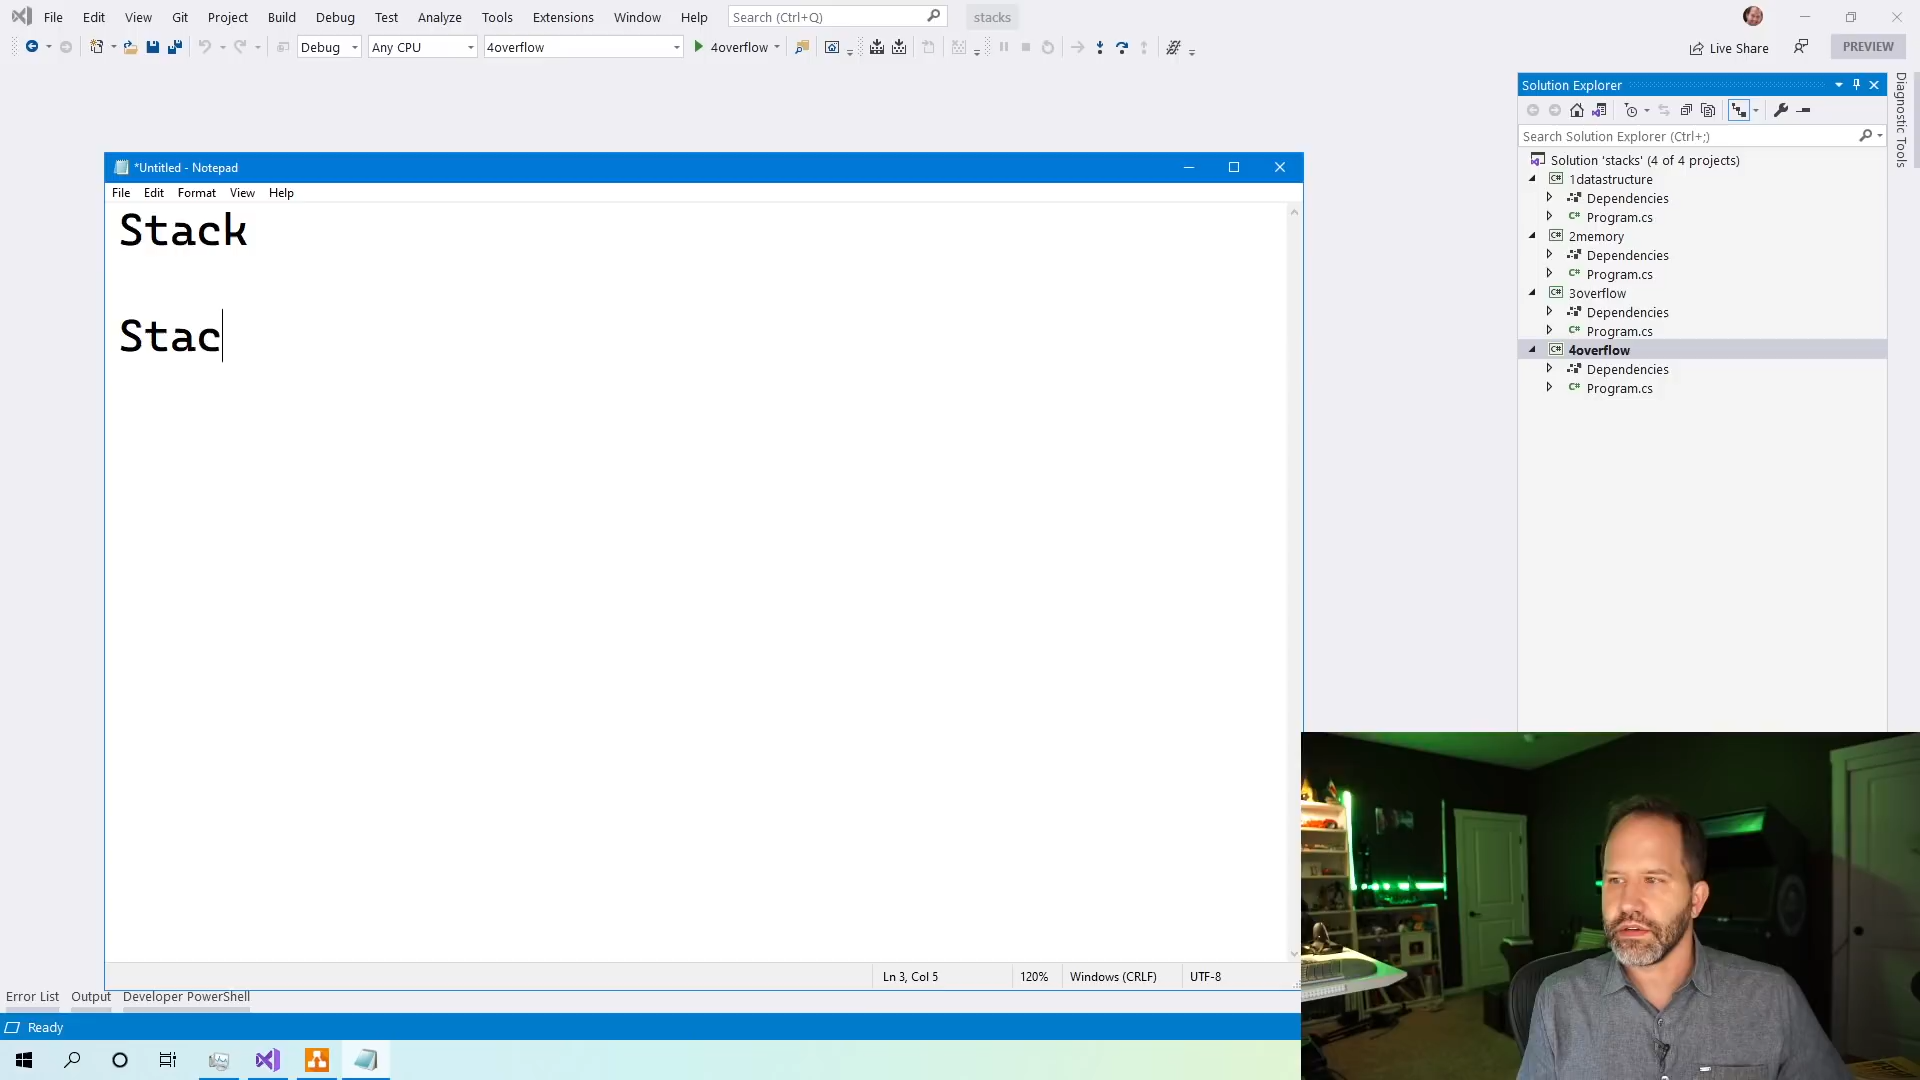 File Edit View Git Project Build Debug Test Analyze Tools Extensions Window Help Search (Ctrl+Q) stacks
Debug Any CPU 4overflow 4overflow Live Share PREVIEW
Solution Explorer
Diagnostic Tools
Search Solution Explorer (Ctrl+;)
Solution 'stacks' (4 of 4 projects)
C# 1datastructure
Dependencies
C# Program.cs
C# 2memory
Dependencies
C# Program.cs
C# 3overflow
Dependencies
C# Program.cs
C# 4overflow
Dependencies
C# Program.cs
*Untitled - Notepad
File Edit Format View Help
Stack
Stac
Ln 3, Col 5 120% Windows (CRLF) UTF-8
Error List Output Developer PowerShell
Ready